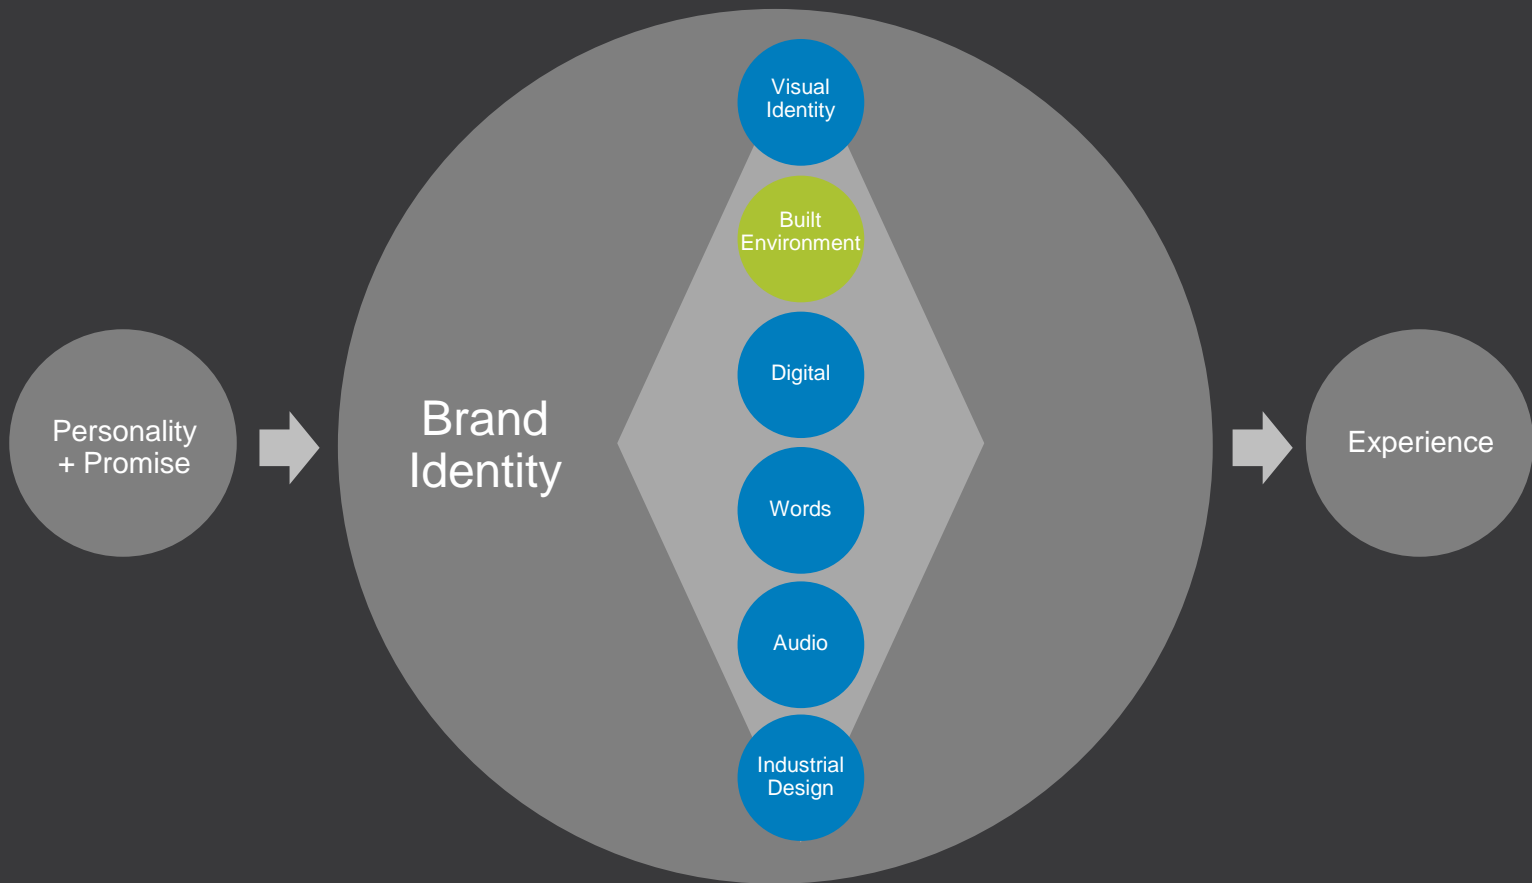 Personality
+ Promise
Brand
Identity
Visual
Identity
Built
Environment
Digital
Words
Audio
Industrial
Design
Experience